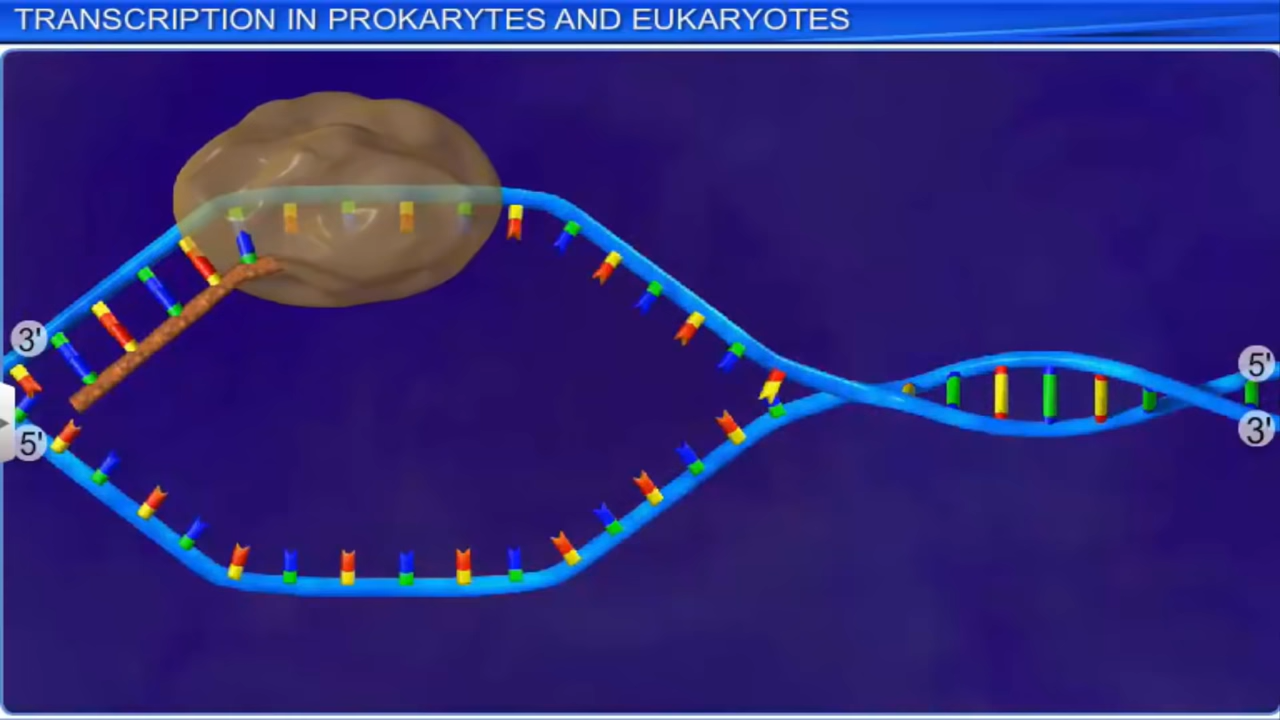 TRANSCRIPTION IN PROKARYTES AND EUKARYOTES
3'
5'
5'
3'